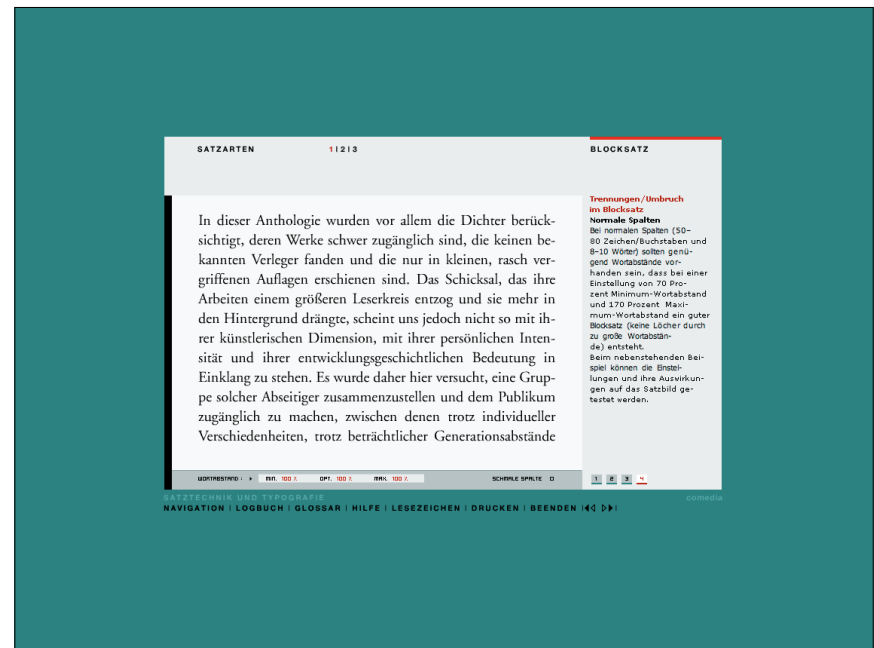 SATZARTEN 1 | 2 | 3 BLOCKSATZ
In dieser Anthologie wurden vor allem die Dichter berück-
sichtigt, deren Werke schwer zugänglich sind, die keinen be-
kannten Verleger fanden und die nur in kleinen, rasch ver-
griffenen Auflagen erschienen sind. Das Schicksal, das ihre
Arbeiten einem größeren Leserkreis entzog und sie mehr in
den Hintergrund drängte, scheint uns jedoch nicht so mit ih-
rer künstlerischen Dimension, mit ihrer persönlichen Inten-
sität und ihrer entwicklungsgeschichtlichen Bedeutung in
Einklang zu stehen. Es wurde daher hier versucht, eine Grup-
pe solcher Abseitiger zusammenzustellen und dem Publikum
zugänglich zu machen, zwischen denen trotz individueller
Verschiedenheiten, trotz beträchtlicher Generationsabstände
Trennungen/Umbruch
im Blocksatz
Normale Spalten
Bei normalen Spalten (50–
80 Zeichen/Buchstaben und
8–10 Wörter) sollten genü-
gend Wortabstände vor-
handen sein, dass bei einer
Einstellung von 70 Pro-
zent Minimum-Wortabstand
und 170 Prozent Maxi-
mum-Wortabstand ein guter
Blocksatz (keine Löcher durch
zu große Wortabstän-
de) entsteht.
Beim nebenstehenden Bei-
spiel können die Einstel-
lungen und ihre Auswirkun-
gen auf das Satzbild ge-
testet werden.
WORTABSTAND : MIN. 100 % OPT. 100 % MAX. 100 % SCHMALE SPALTE
1 2 3 4
SATZTECHNIK UND TYPOGRAFIE comedia
NAVIGATION | LOGBUCH | GLOSSAR | HILFE | LESEZEICHEN | DRUCKEN | BEENDEN